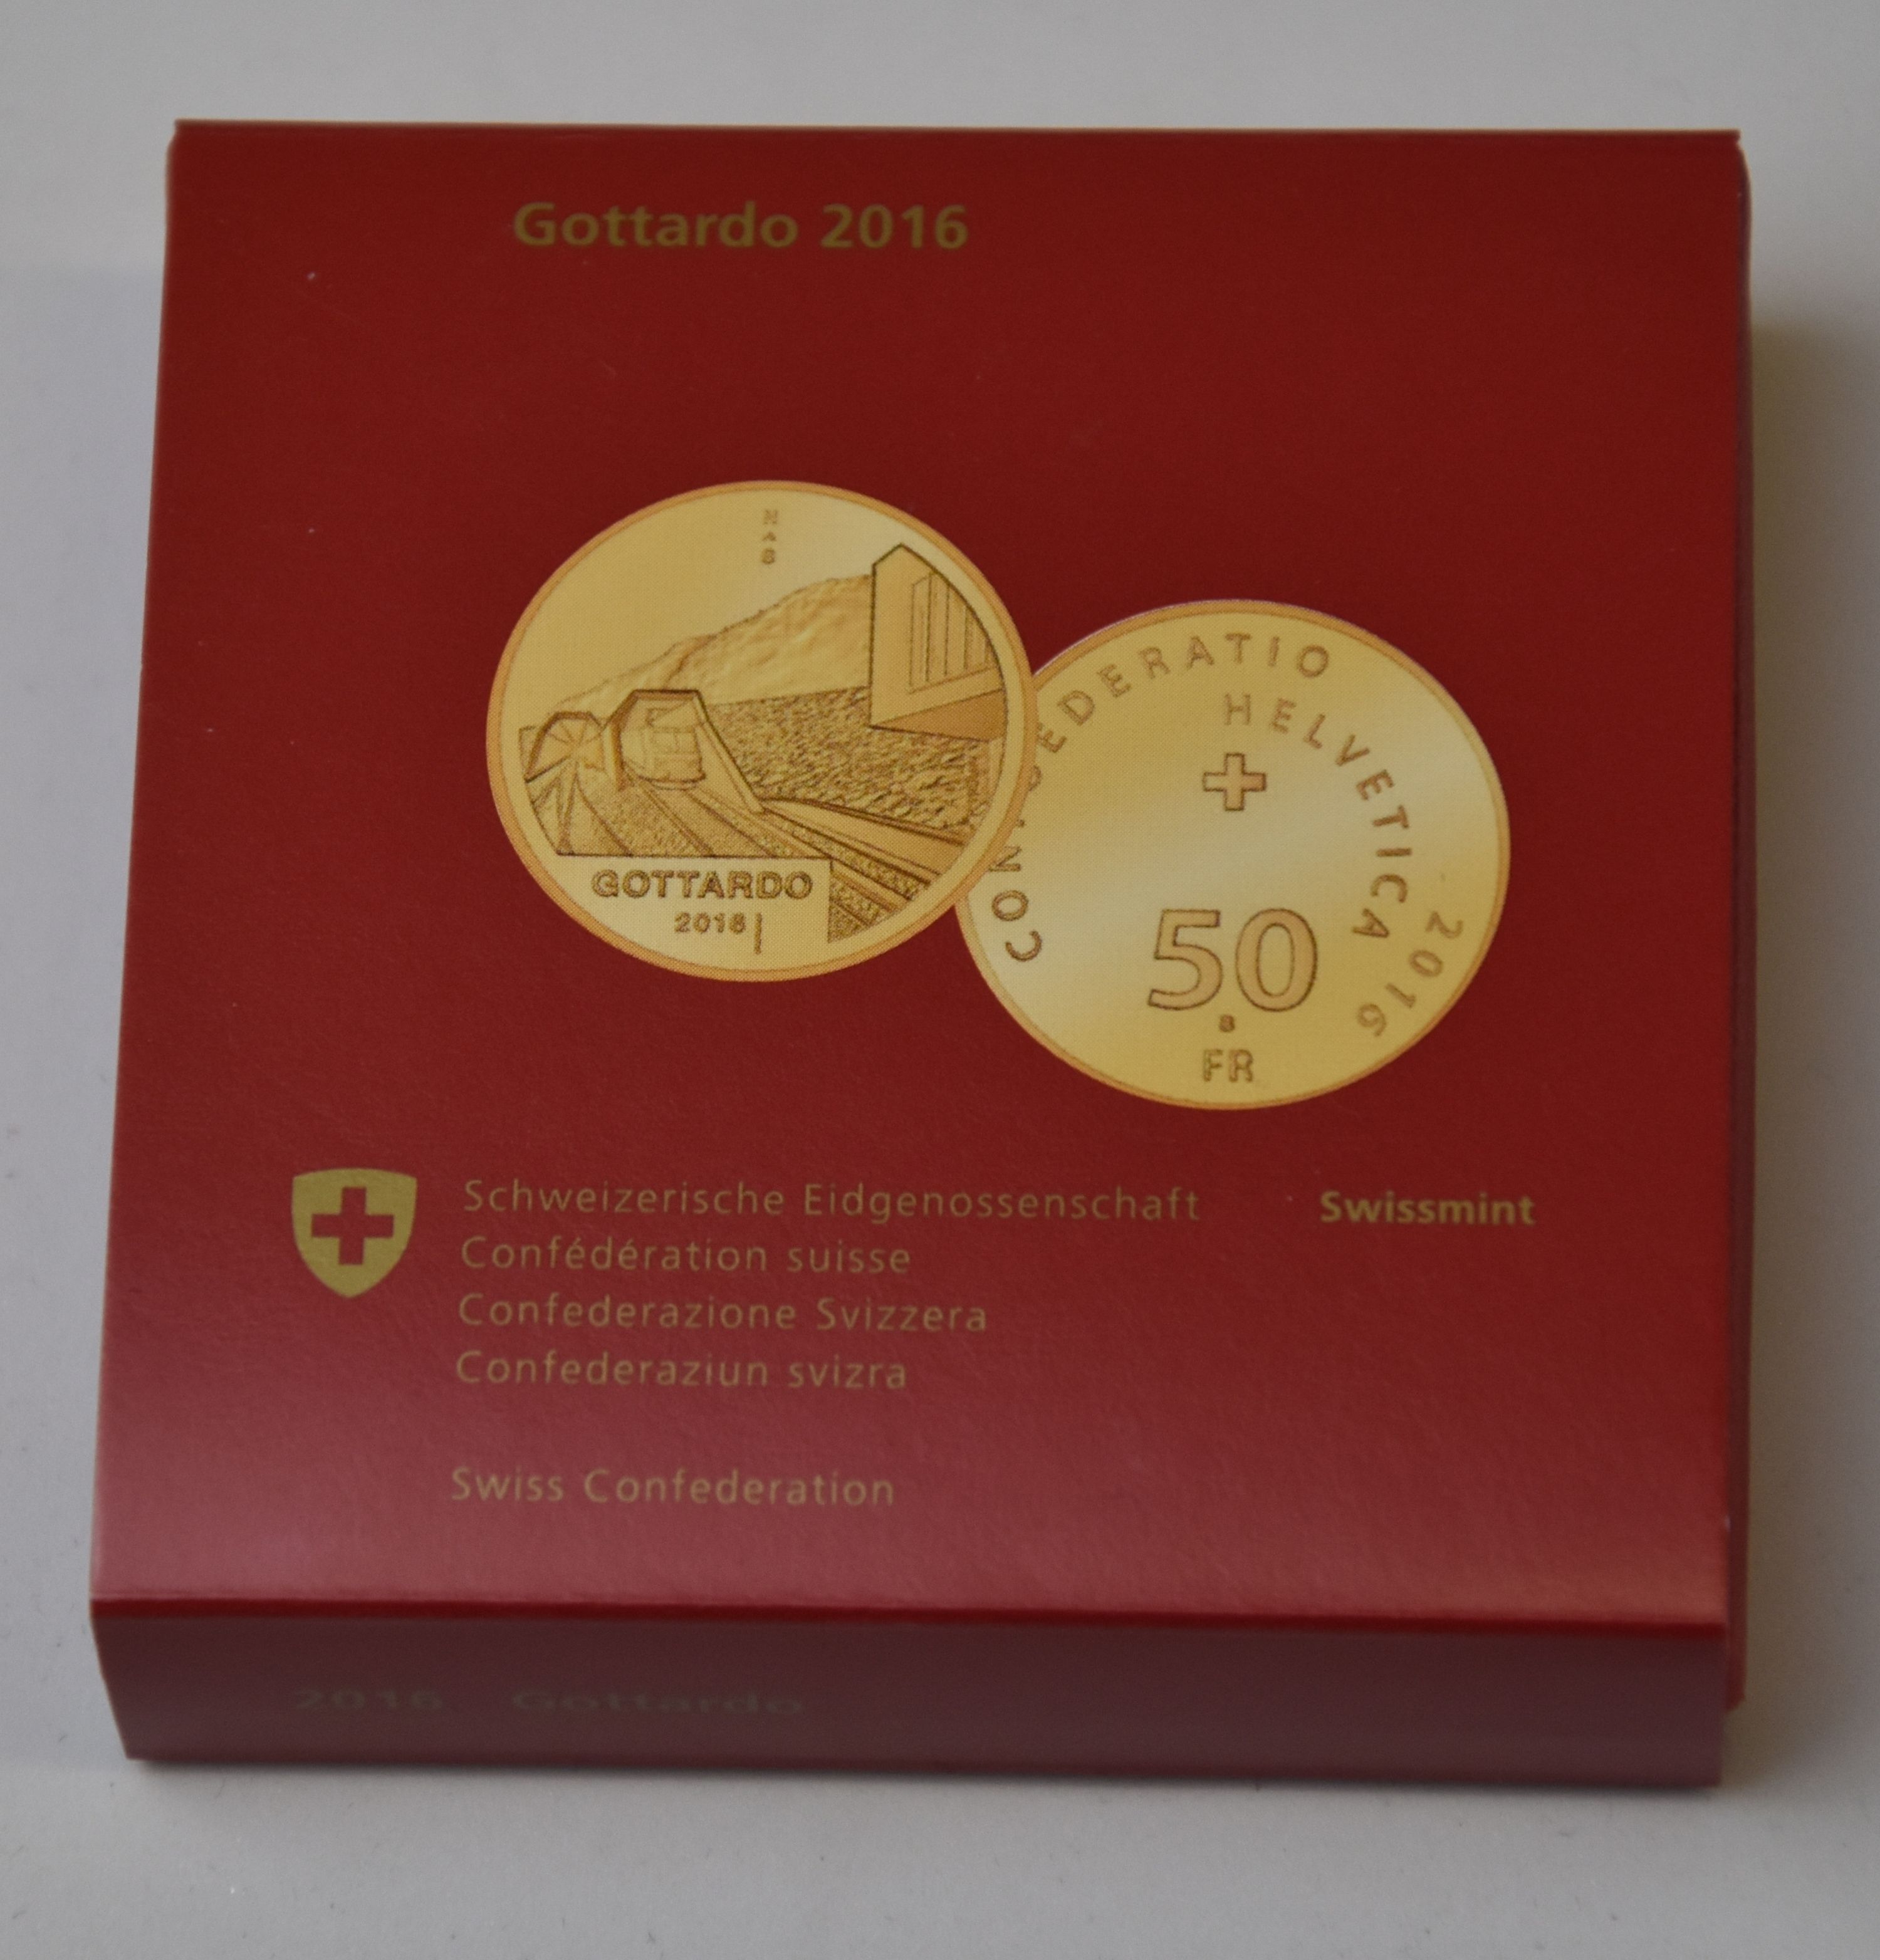 Gottardo 2016
GOTTARDO
2016
CONFEDERATIO
HELVETICA
2016
50
B
FR
Schweizerische Eidgenossenschaft
Swissmint
Confédération suisse
Confederazione Svizzera
Confederaziun svizra
Swiss Confederation
2016 Gottardo